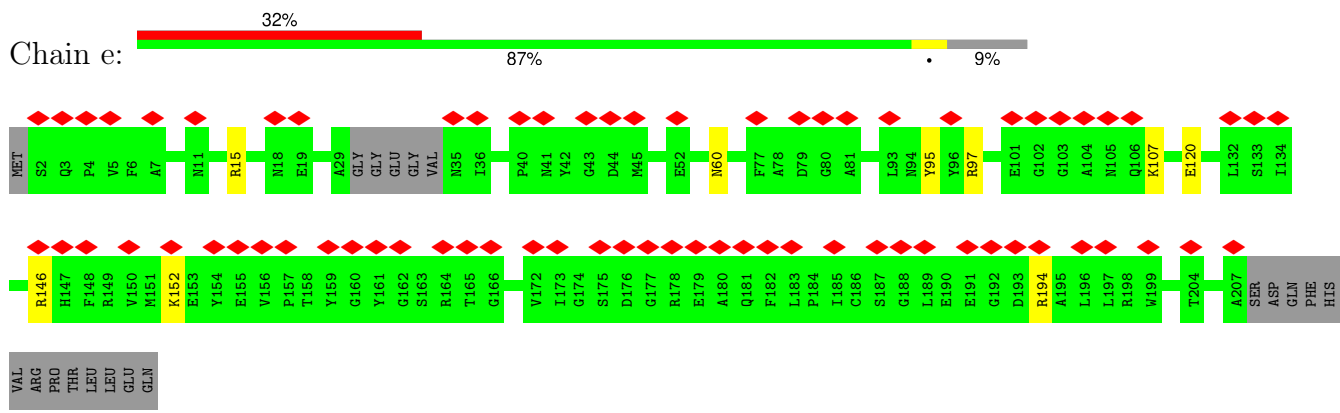 32%
Chain e:
87% • 9%
MET S2 Q3 P4 V5 F6 A7 N11 R15 N18 E19 A29 GLY GLY GLU GLY VAL N35 I36 P40 N41 Y42 G43 D44 M45 E52 N60 F77 A78 D79 G80 A81 L93 N94 Y95 Y96 R97 E101 G102 G103 A104 N105 Q106 K107 E120 L132 S133 I134
R146 H147 F148 R149 V150 M151 K152 E153 Y154 E155 V156 P157 T158 Y159 G160 Y161 G162 S163 R164 T165 G166 V172 I173 G174 S175 D176 G177 R178 E179 A180 Q181 F182 L183 P184 I185 C186 S187 G188 L189 E190 E191 G192 D193 R194 A195 L196 L197 R198 W199 T204 A207 SER ASP GLN PHE HIS
VAL ARG PRO THR LEU LEU GLU GLN